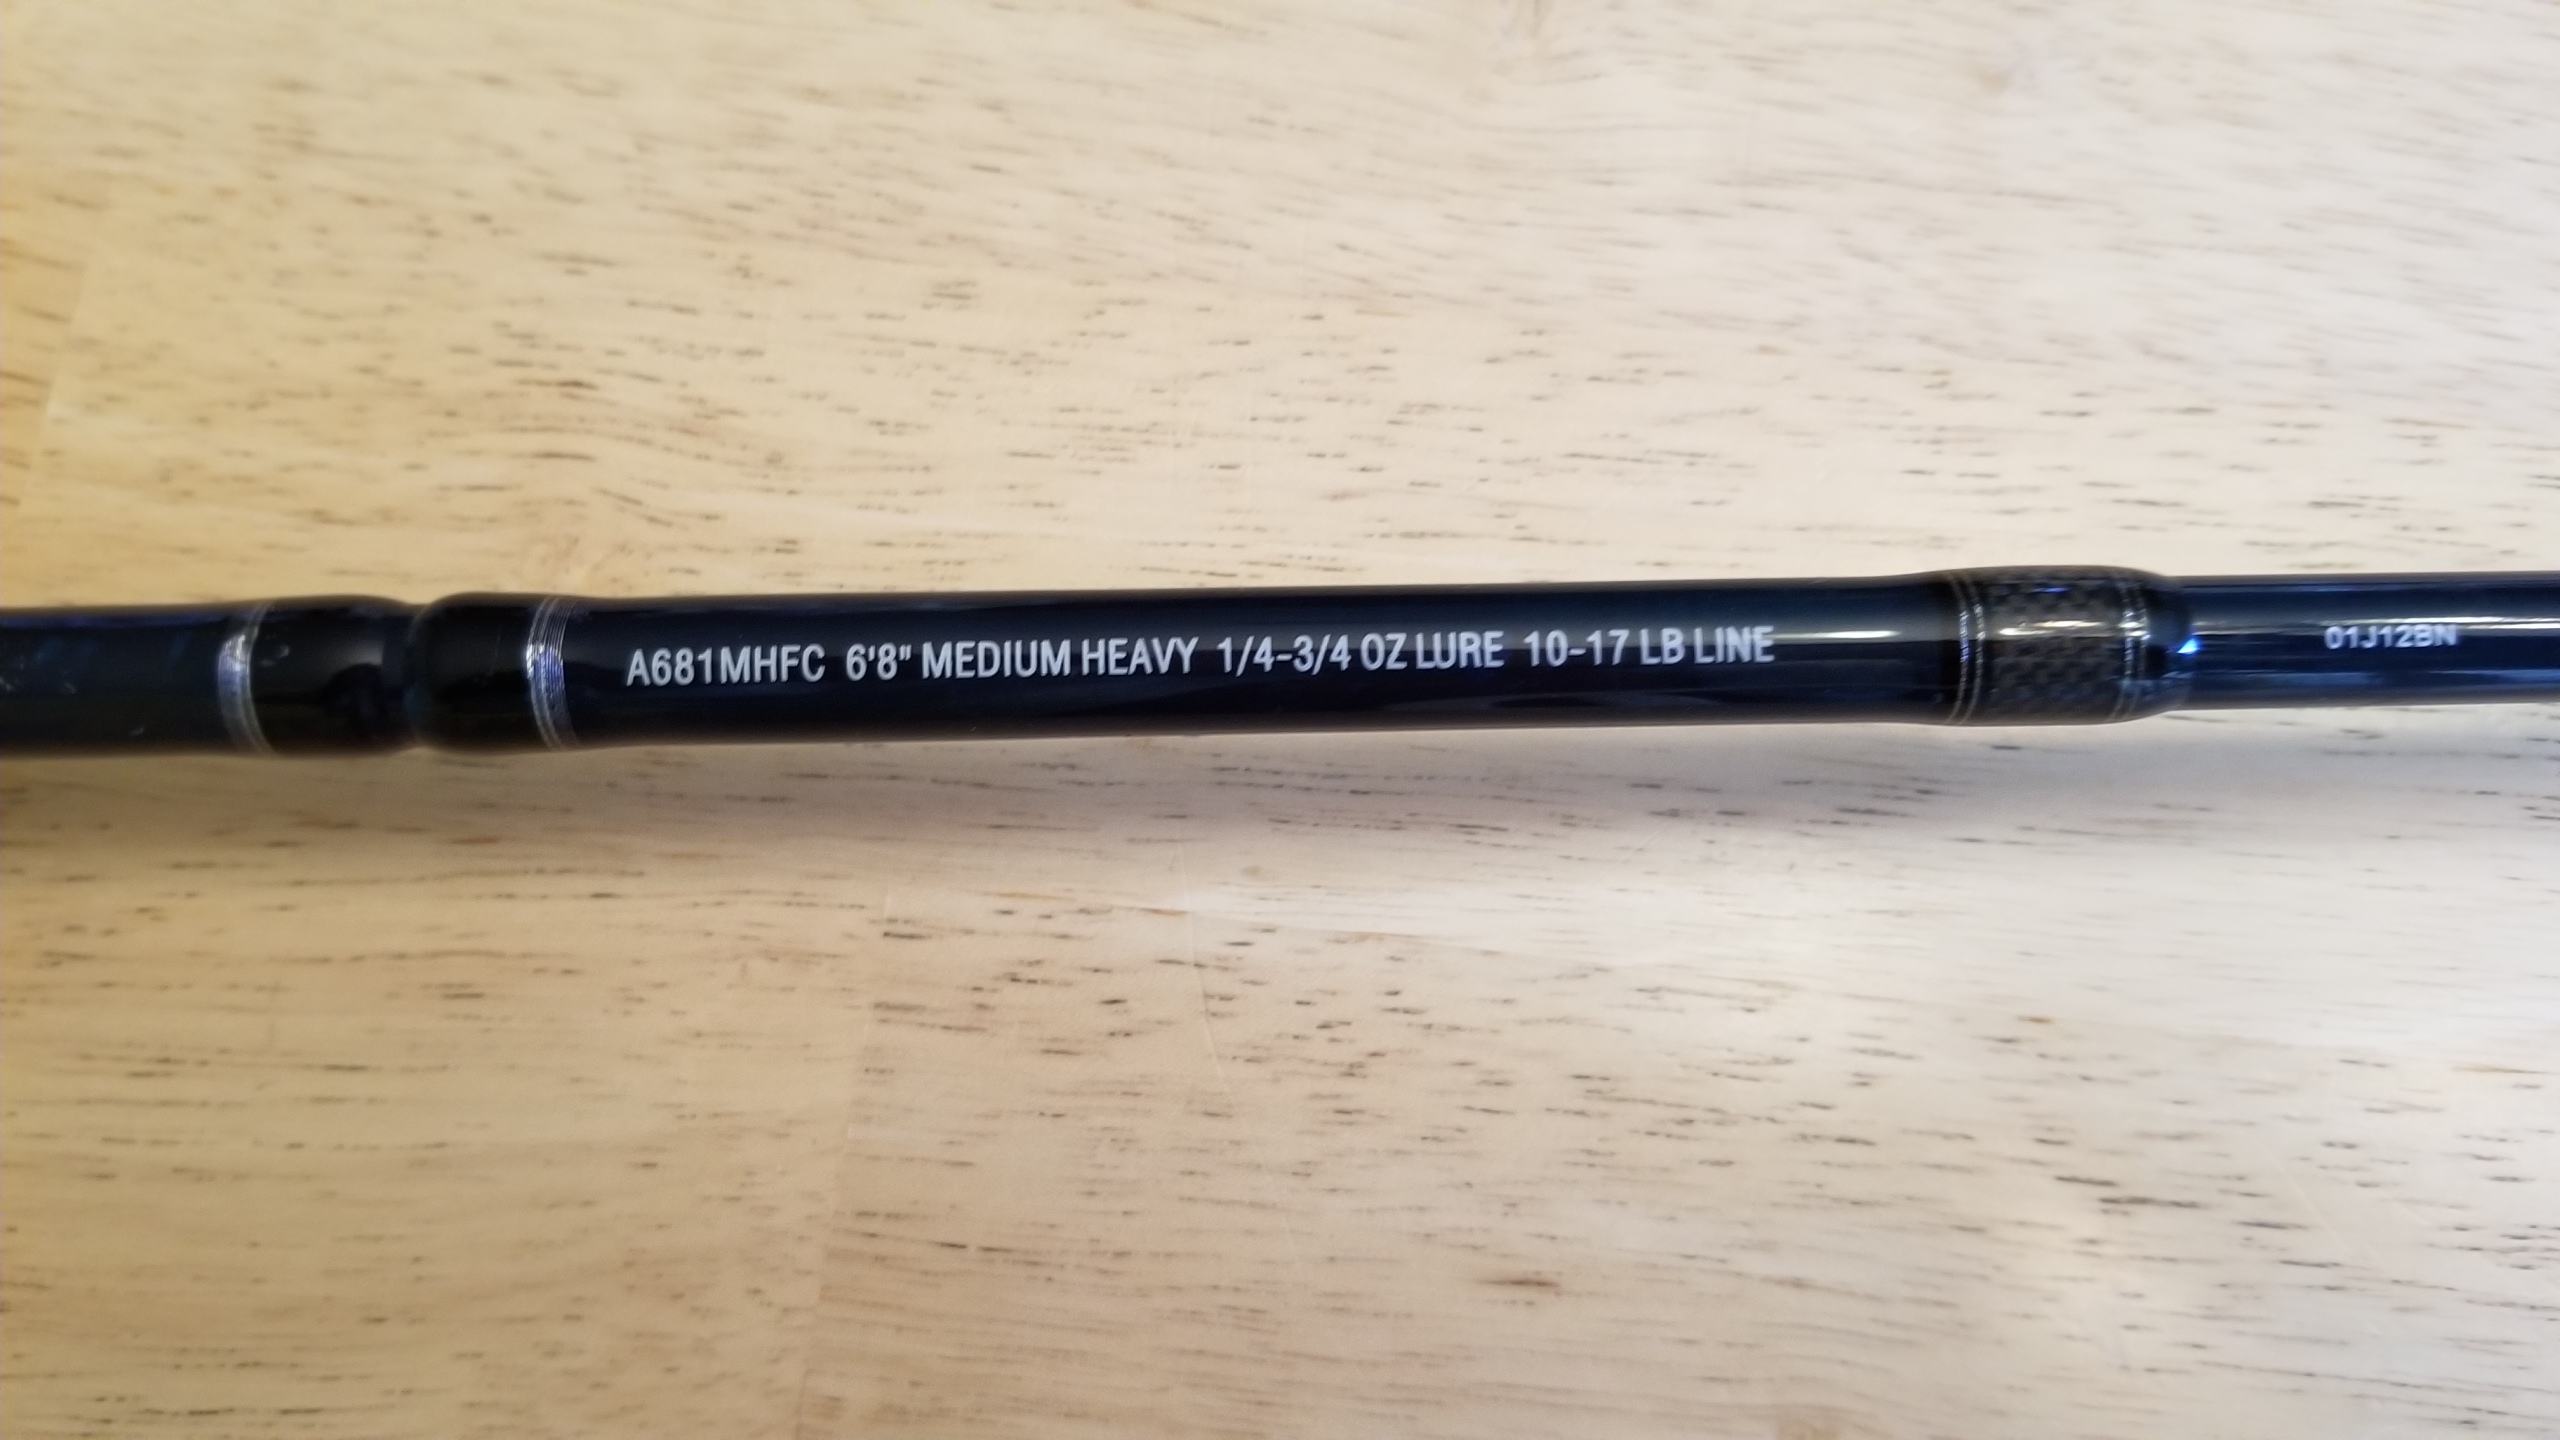 A681MHFC 6'8" MEDIUM HEAVY 1/4-3/4 OZ LURE 10-17 LB LINE
01J12BN